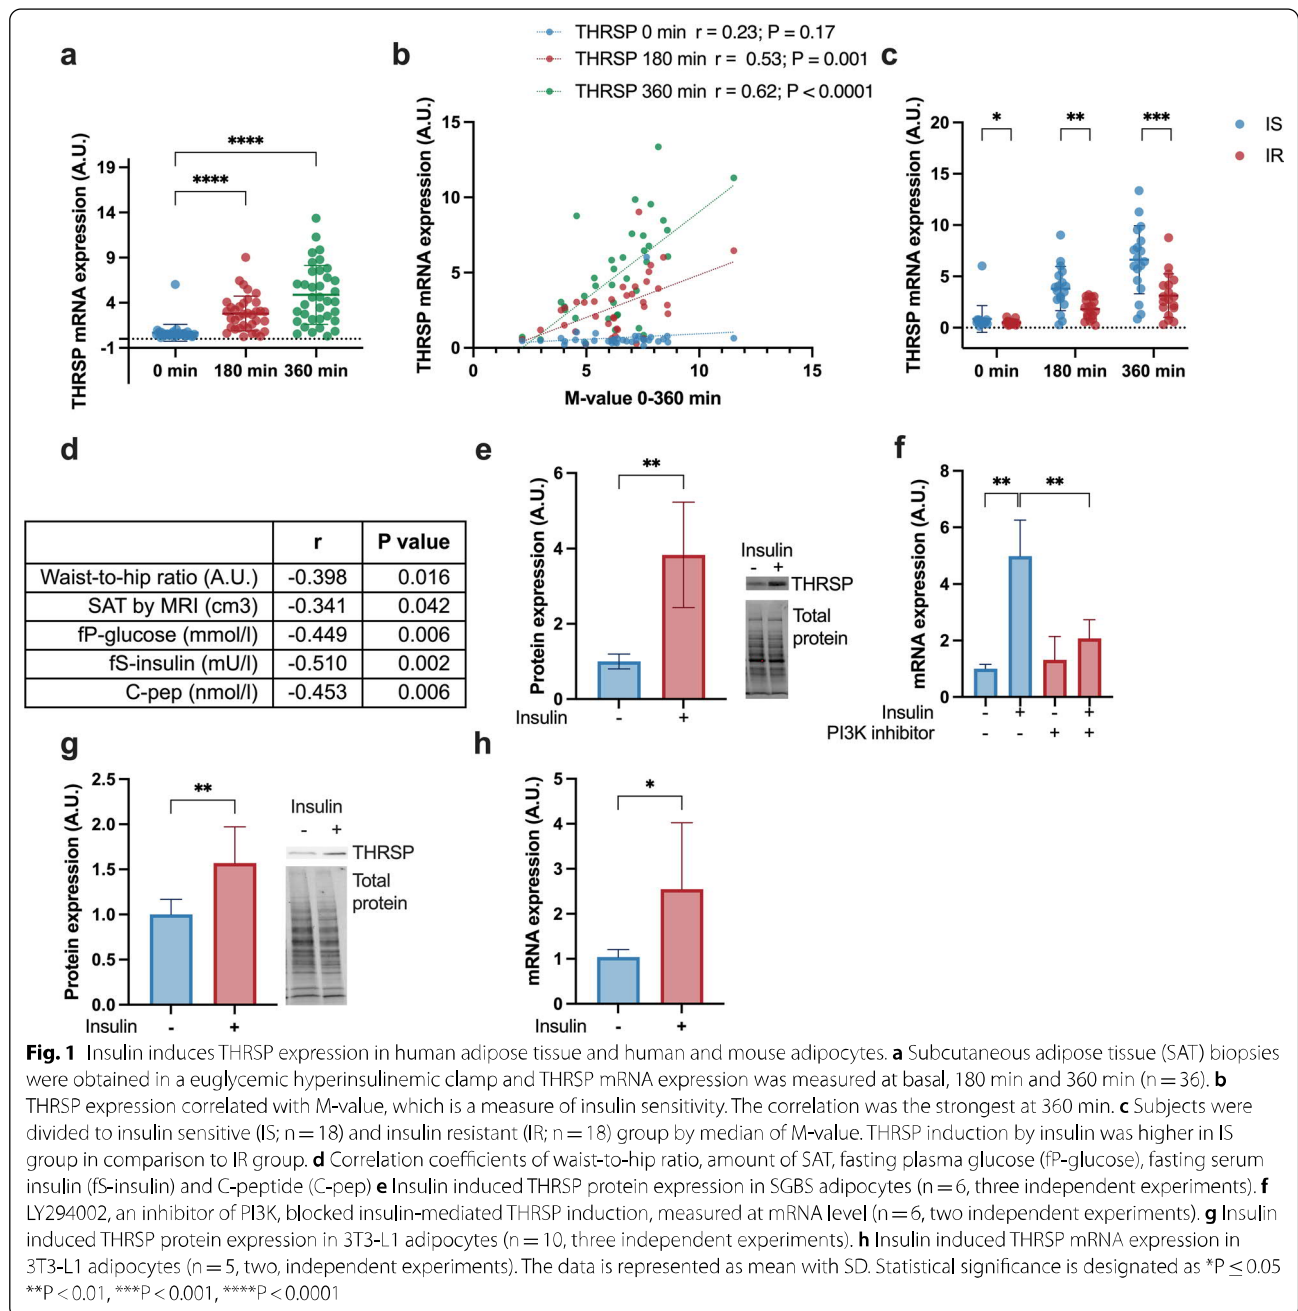 a
THRSP mRNA expression (A.U.)
19
14
9
4
-1
****
****
0 min 180 min 360 min
b
THRSP 0 min r = 0.23; P = 0.17
THRSP 180 min r = 0.53; P = 0.001
THRSP 360 min r = 0.62; P < 0.0001
THRSP mRNA expression (A.U.)
15
10
5
0
0 5 10 15
M-value 0-360 min
c
THRSP mRNA expression (A.U.)
20
15
10
5
0
* ** ***
IS
IR
0 min 180 min 360 min
d
r P value
Waist-to-hip ratio (A.U.) -0.398 0.016
SAT by MRI (cm3) -0.341 0.042
fP-glucose (mmol/l) -0.449 0.006
fS-insulin (mU/l) -0.510 0.002
C-pep (nmol/l) -0.453 0.006
e
Protein expression (A.U.)
6
4
2
0
**
Insulin - +
Insulin
- +
THRSP
Total
protein
f
mRNA expression (A.U.)
8
6
4
2
0
** **
Insulin - + - +
PI3K inhibitor - - + +
g
Protein expression (A.U.)
2.5
2.0
1.5
1.0
0.5
0.0
**
Insulin - +
Insulin
- +
THRSP
Total
protein
h
mRNA expression (A.U.)
5
4
3
2
1
0
*
Insulin - +
Fig. 1 Insulin induces THRSP expression in human adipose tissue and human and mouse adipocytes. a Subcutaneous adipose tissue (SAT) biopsies
were obtained in a euglycemic hyperinsulinemic clamp and THRSP mRNA expression was measured at basal, 180 min and 360 min (n = 36). b
THRSP expression correlated with M-value, which is a measure of insulin sensitivity. The correlation was the strongest at 360 min. c Subjects were
divided to insulin sensitive (IS; n = 18) and insulin resistant (IR; n = 18) group by median of M-value. THRSP induction by insulin was higher in IS
group in comparison to IR group. d Correlation coefficients of waist-to-hip ratio, amount of SAT, fasting plasma glucose (fP-glucose), fasting serum
insulin (fS-insulin) and C-peptide (C-pep) e Insulin induced THRSP protein expression in SGBS adipocytes (n = 6, three independent experiments). f
LY294002, an inhibitor of PI3K, blocked insulin-mediated THRSP induction, measured at mRNA level (n = 6, two independent experiments). g Insulin
induced THRSP protein expression in 3T3-L1 adipocytes (n = 10, three independent experiments). h Insulin induced THRSP mRNA expression in
3T3-L1 adipocytes (n = 5, two, independent experiments). The data is represented as mean with SD. Statistical significance is designated as *P ≤ 0.05
**P < 0.01, ***P < 0.001, ****P < 0.0001